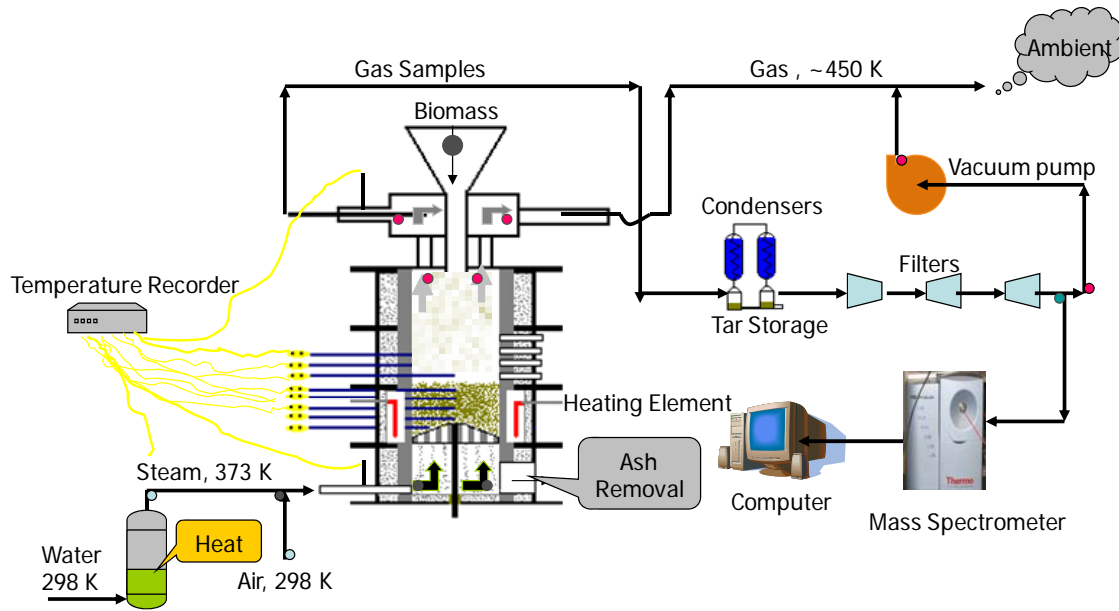 Ambient
Gas Samples
Gas , ~450 K
Biomass
Vacuum pump
Condensers
Temperature Recorder
Filters
Tar Storage
Heating Element
Ash
Removal
Steam, 373 K
Computer
Thermo
Mass Spectrometer
Heat
Water
298 K
Air, 298 K